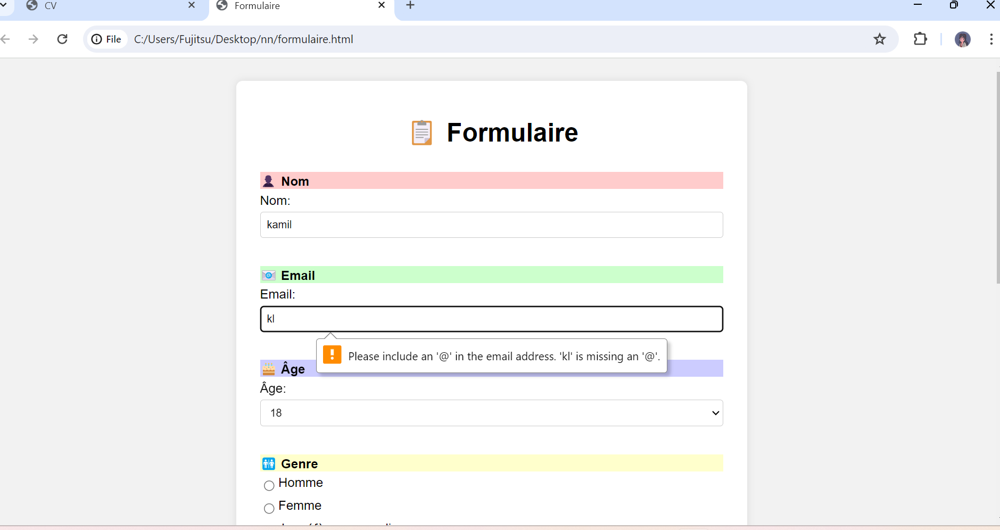 CV
Formulaire
File
C:/Users/Fujitsu/Desktop/nn/formulaire.html
Formulaire
Nom
Nom:
kamil
Email
Email:
kl
Please include an '@' in the email address. 'kl' is missing an '@'.
Âge
Âge:
18
Genre
Homme
Femme